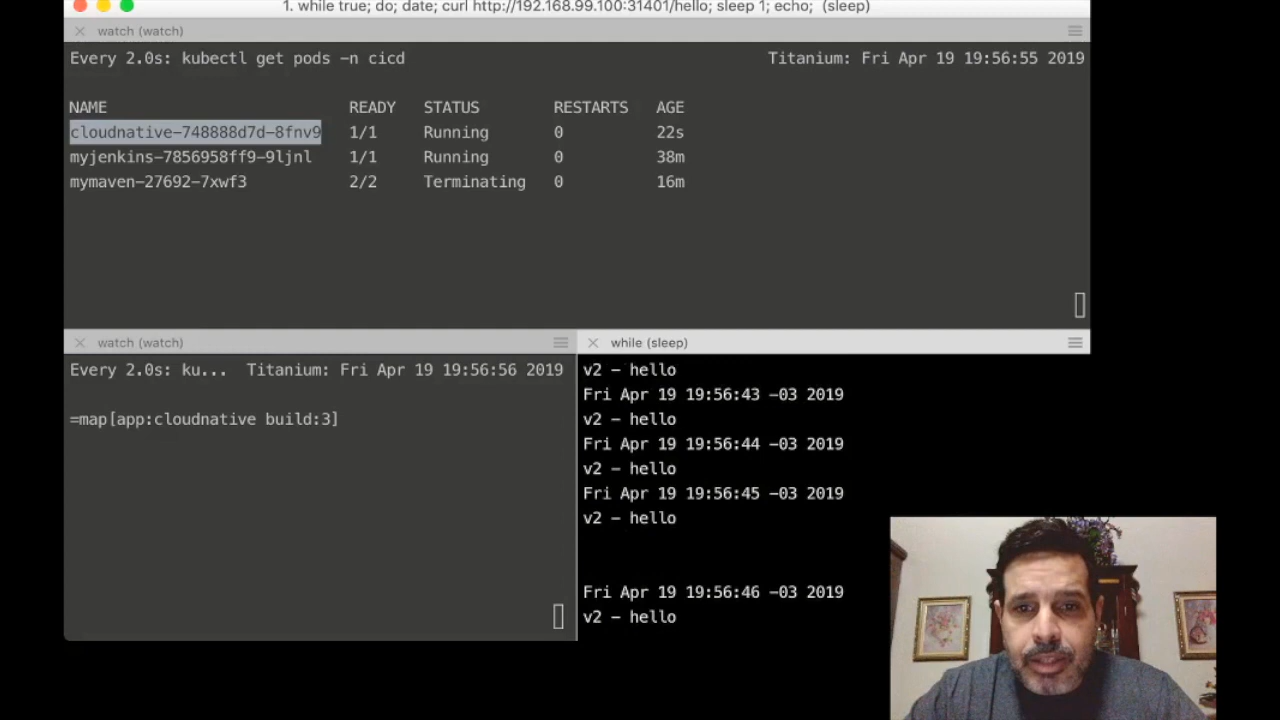 1. while true; do; date; curl http://192.168.99.100:31401/hello; sleep 1; echo; (sleep)
watch (watch)
Every 2.0s: kubectl get pods -n cicd Titanium: Fri Apr 19 19:56:55 2019
NAME READY STATUS RESTARTS AGE
cloudnative-748888d7d-8fnv9 1/1 Running 0 22s
myjenkins-7856958ff9-9ljnl 1/1 Running 0 38m
mymaven-27692-7xwf3 2/2 Terminating 0 16m
watch (watch)
Every 2.0s: ku... Titanium: Fri Apr 19 19:56:56 2019
=map[app:cloudnative build:3]
while (sleep)
v2 - hello
Fri Apr 19 19:56:43 -03 2019
v2 - hello
Fri Apr 19 19:56:44 -03 2019
v2 - hello
Fri Apr 19 19:56:45 -03 2019
v2 - hello
Fri Apr 19 19:56:46 -03 2019
v2 - hello